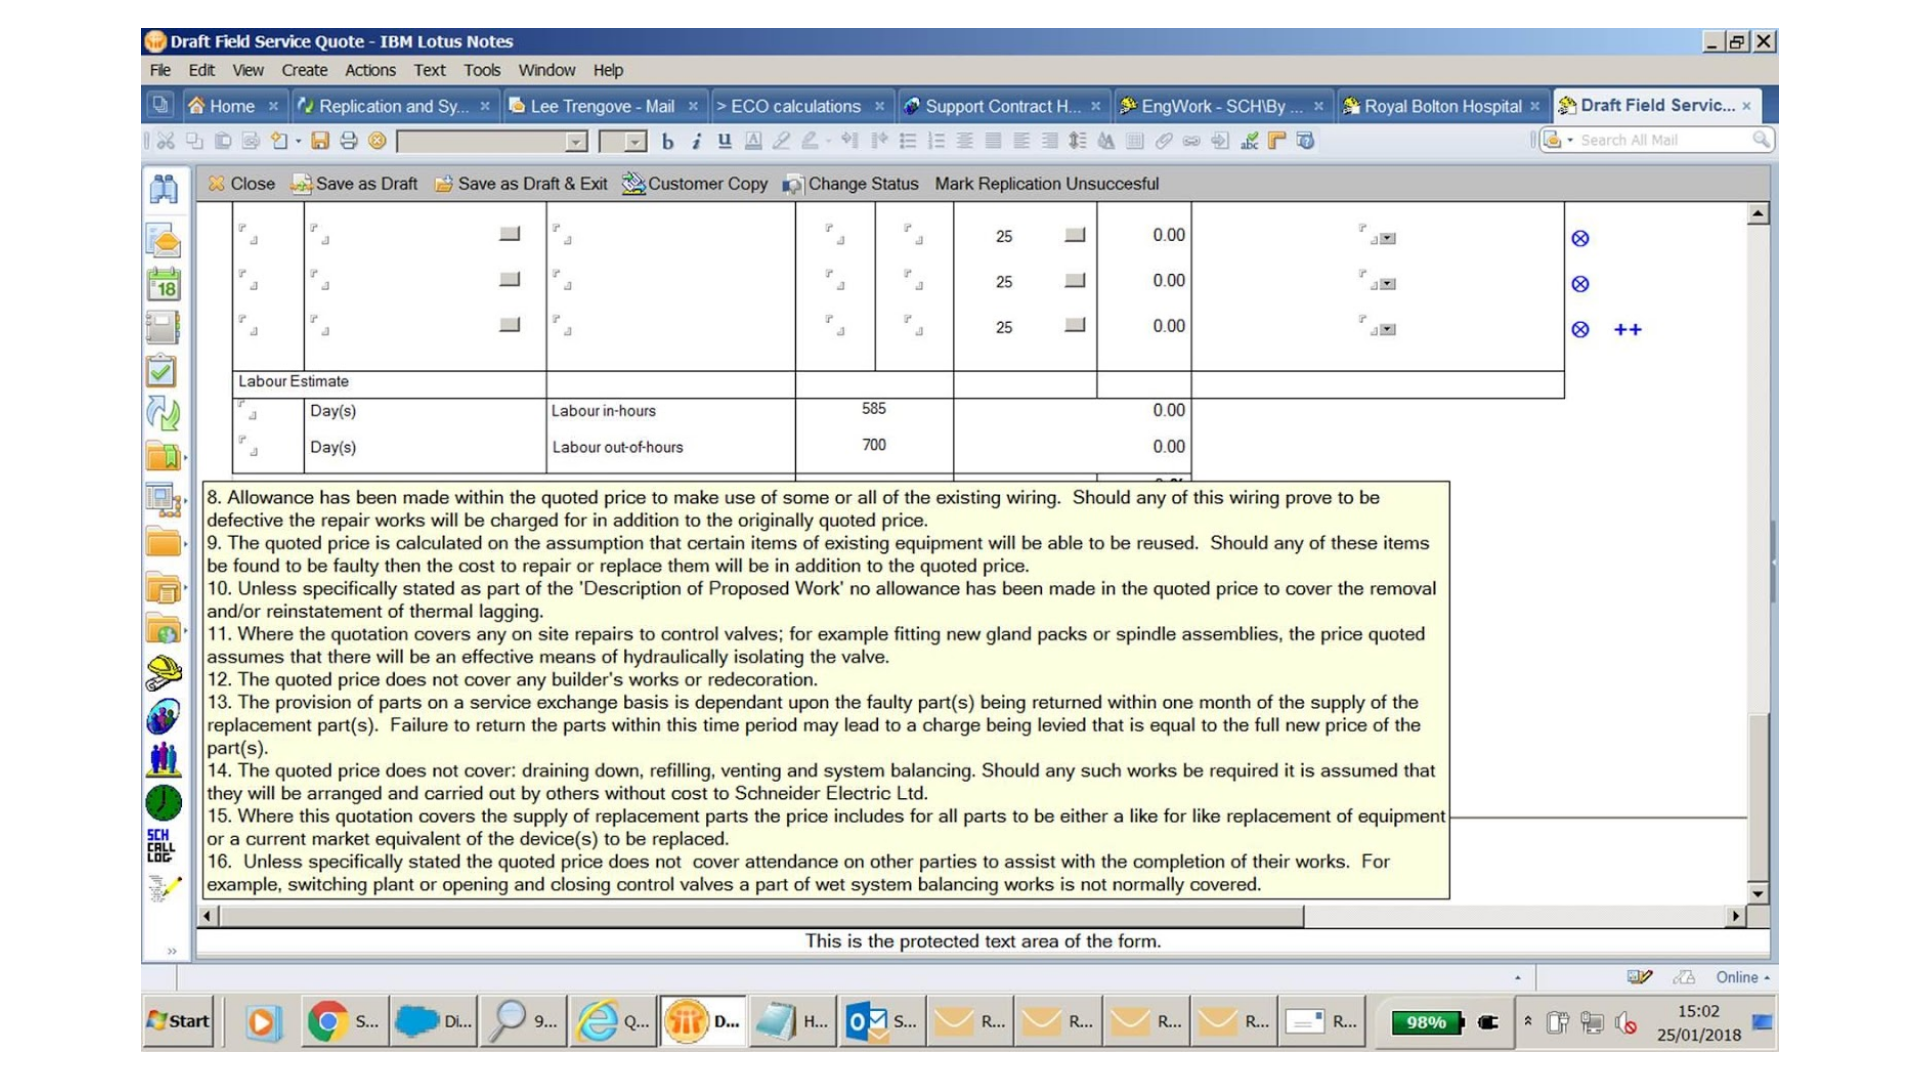 Draft Field Service Quote - IBM Lotus Notes
File Edit View Create Actions Text Tools Window Help
Home Replication and Sy... Lee Trengove - Mail > ECO calculations Support Contract H... EngWork - SCH\By ... Royal Bolton Hospital Draft Field Servic...
b i u A Search All Mail
Close Save as Draft Save as Draft & Exit Customer Copy Change Status Mark Replication Unsuccesful
25 0.00
18
25 0.00
25 0.00 ++
Labour Estimate
Day(s) Labour in-hours 585 0.00
Day(s) Labour out-of-hours 700 0.00
8. Allowance has been made within the quoted price to make use of some or all of the existing wiring. Should any of this wiring prove to be
defective the repair works will be charged for in addition to the originally quoted price.
9. The quoted price is calculated on the assumption that certain items of existing equipment will be able to be reused. Should any of these items
be found to be faulty then the cost to repair or replace them will be in addition to the quoted price.
10. Unless specifically stated as part of the 'Description of Proposed Work' no allowance has been made in the quoted price to cover the removal
and/or reinstatement of thermal lagging.
11. Where the quotation covers any on site repairs to control valves; for example fitting new gland packs or spindle assemblies, the price quoted
assumes that there will be an effective means of hydraulically isolating the valve.
12. The quoted price does not cover any builder's works or redecoration.
13. The provision of parts on a service exchange basis is dependant upon the faulty part(s) being returned within one month of the supply of the
replacement part(s). Failure to return the parts within this time period may lead to a charge being levied that is equal to the full new price of the
part(s).
14. The quoted price does not cover: draining down, refilling, venting and system balancing. Should any such works be required it is assumed that
they will be arranged and carried out by others without cost to Schneider Electric Ltd.
15. Where this quotation covers the supply of replacement parts the price includes for all parts to be either a like for like replacement of equipment
or a current market equivalent of the device(s) to be replaced.
16. Unless specifically stated the quoted price does not cover attendance on other parties to assist with the completion of their works. For
example, switching plant or opening and closing control valves a part of wet system balancing works is not normally covered.
SCH
CALL
LOG
This is the protected text area of the form.
Online
Start S... Di... 9... Q... D... H... S... R... R... R... R... R... 98% 15:02
25/01/2018